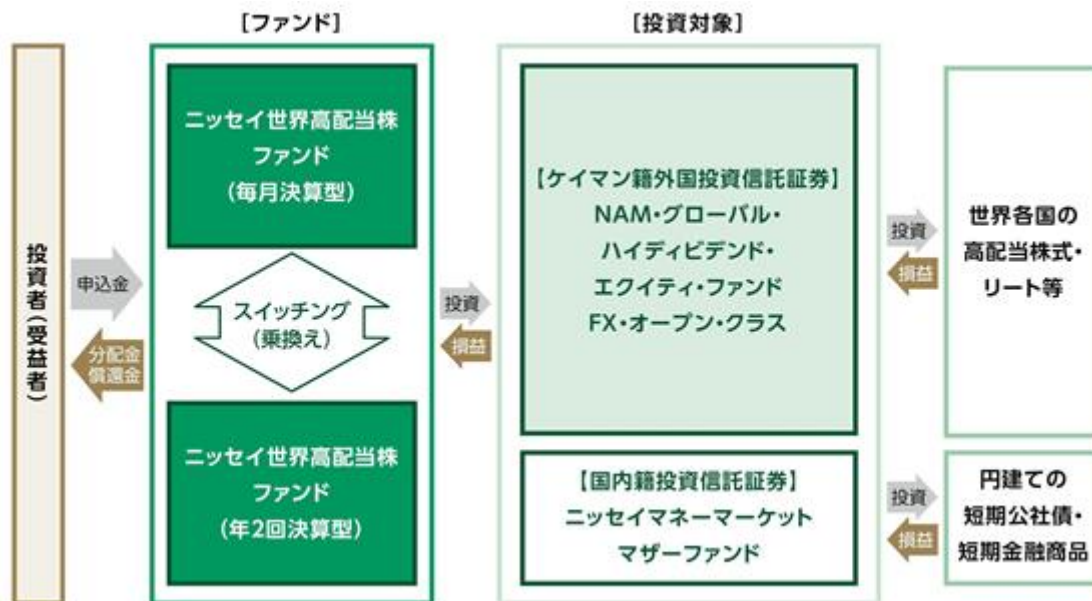 ［ファンド］
［投資対象］
投資者（受益者）
申込金
分配金
償還金
ニッセイ世界高配当株
ファンド
（毎月決算型）
スイッチング
（乗換え）
ニッセイ世界高配当株
ファンド
（年2回決算型）
投資
損益
【ケイマン籍外国投資信託証券】
NAM・グローバル・
ハイディビデンド・
エクイティ・ファンド
FX・オープン・クラス
【国内籍投資信託証券】
ニッセイマネーマーケット
マザーファンド
投資
損益
世界各国の
高配当株式・
リート等
投資
損益
円建ての
短期公社債・
短期金融商品